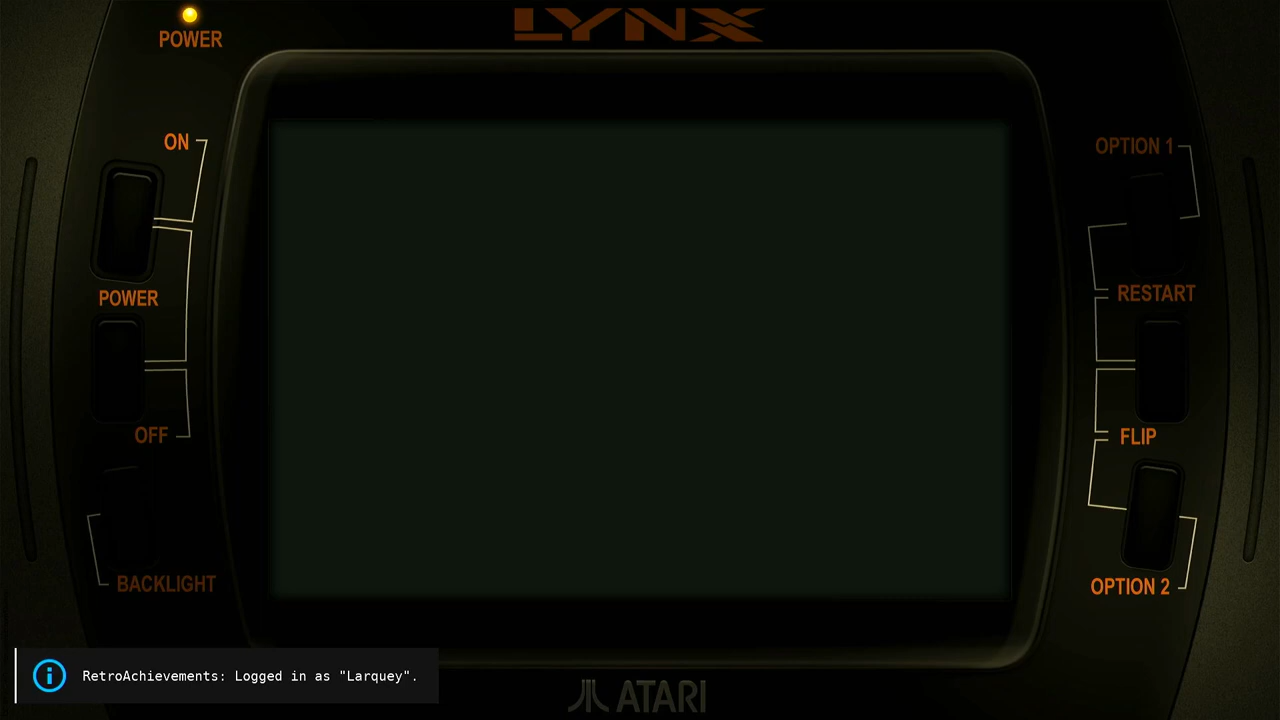 LYNX
POWER
ON
OPTION 1
POWER
RESTART
OFF
FLIP
BACKLIGHT
OPTION 2
RetroAchievements: Logged in as "Larquey".
ATARI